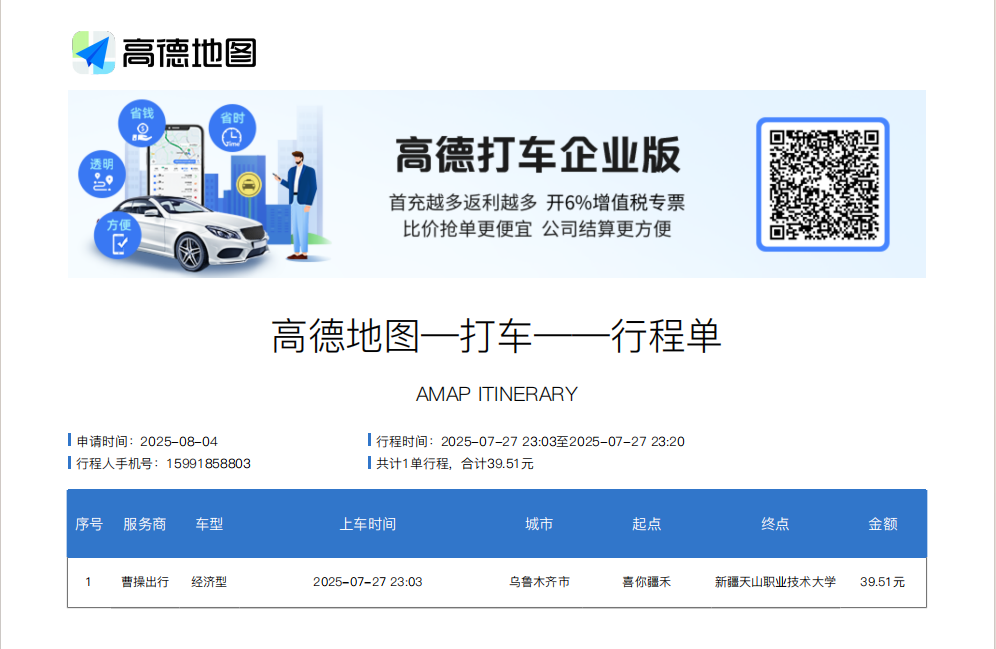 高德地图
省钱
省时
Time
透明
方便
高德打车企业版
首充越多返利越多 开6%增值税专票
比价抢单更便宜 公司结算更方便
高德地图—打车——行程单
AMAP ITINERARY
申请时间：2025-08-04 行程时间：2025-07-27 23:03至2025-07-27 23:20
行程人手机号：15991858803 共计1单行程，合计39.51元
序号 服务商 车型 上车时间 城市 起点 终点 金额
1 曹操出行 经济型 2025-07-27 23:03 乌鲁木齐市 喜你疆禾 新疆天山职业技术大学 39.51元